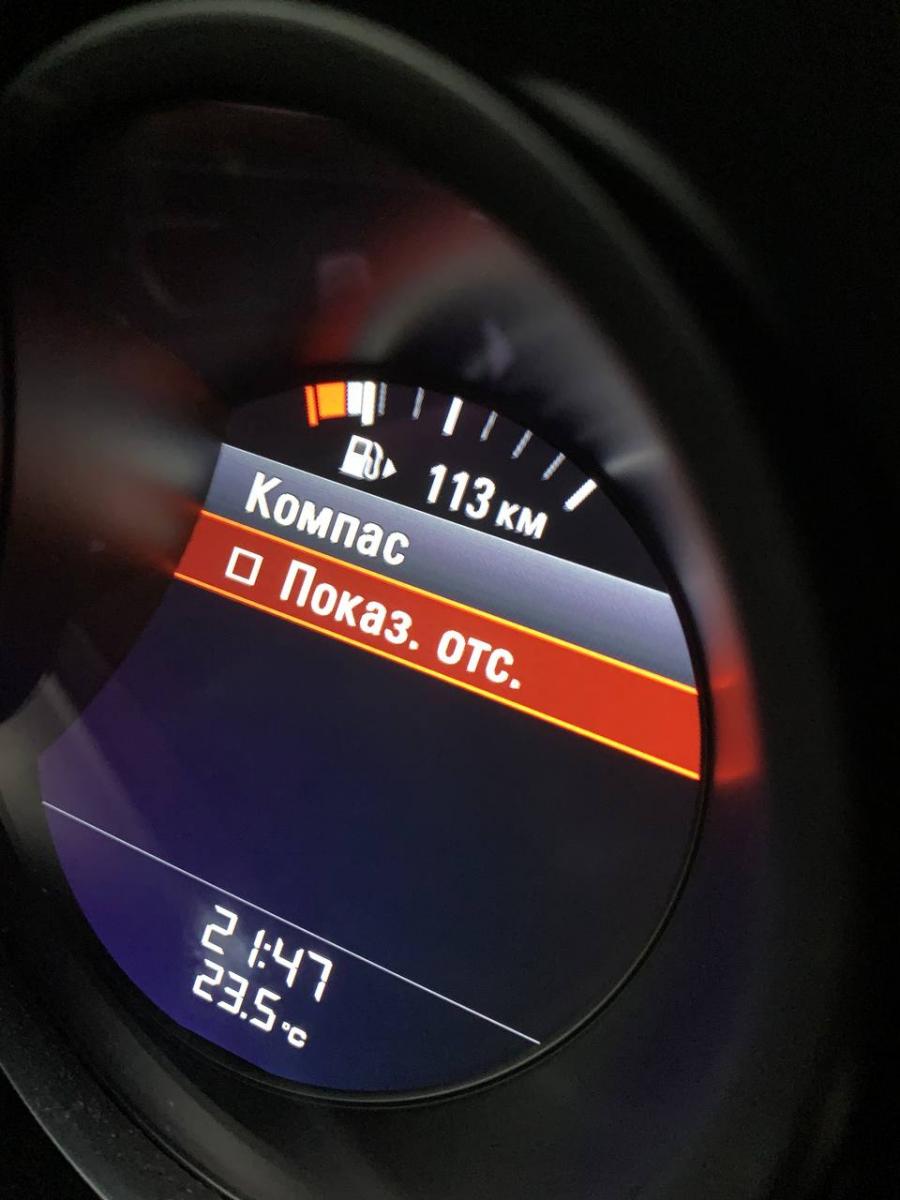 113 км
Компас
Показ. отс.
21:47
23.5 °C